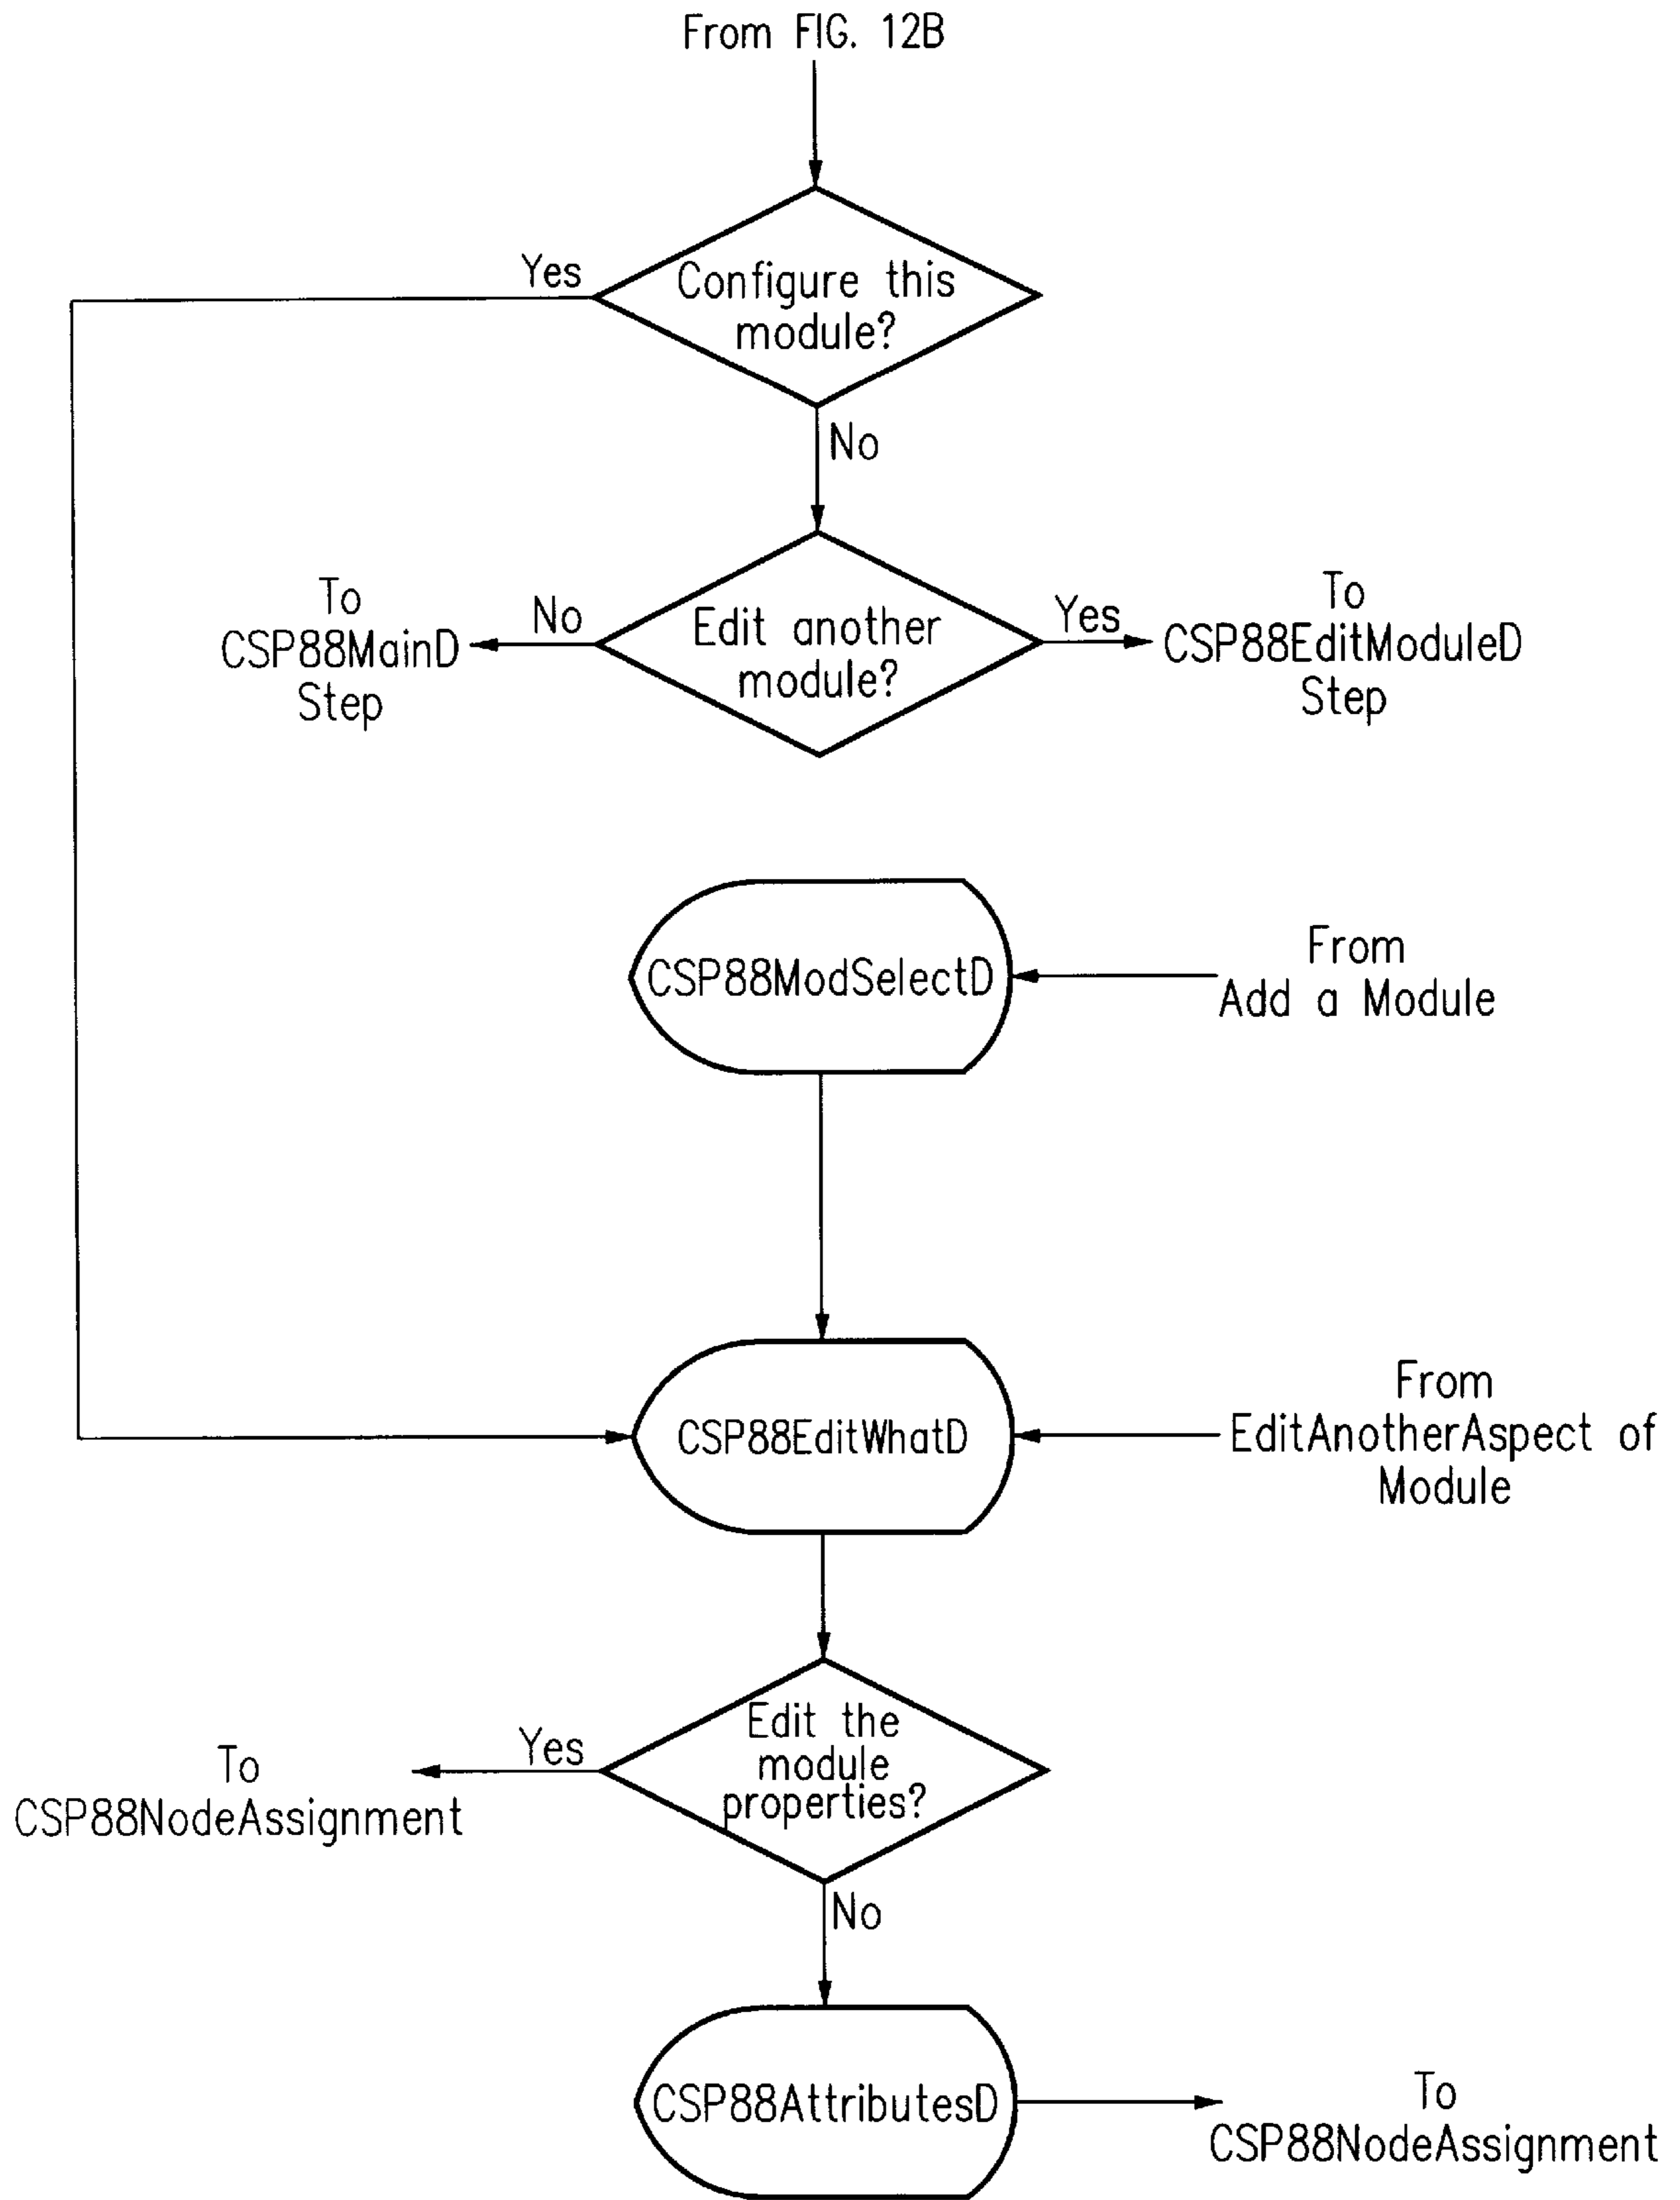 From FIG. 12B
Yes
Configure this
module?
No
To
CSP88MainD
Step
No
Edit another
module?
Yes
To
CSP88EditModuleD
Step
CSP88ModSelectD
From
Add a Module
CSP88EditWhatD
From
EditAnotherAspect of
Module
To
CSP88NodeAssignment
Yes
Edit the
module
properties?
No
CSP88AttributesD
To
CSP88NodeAssignment